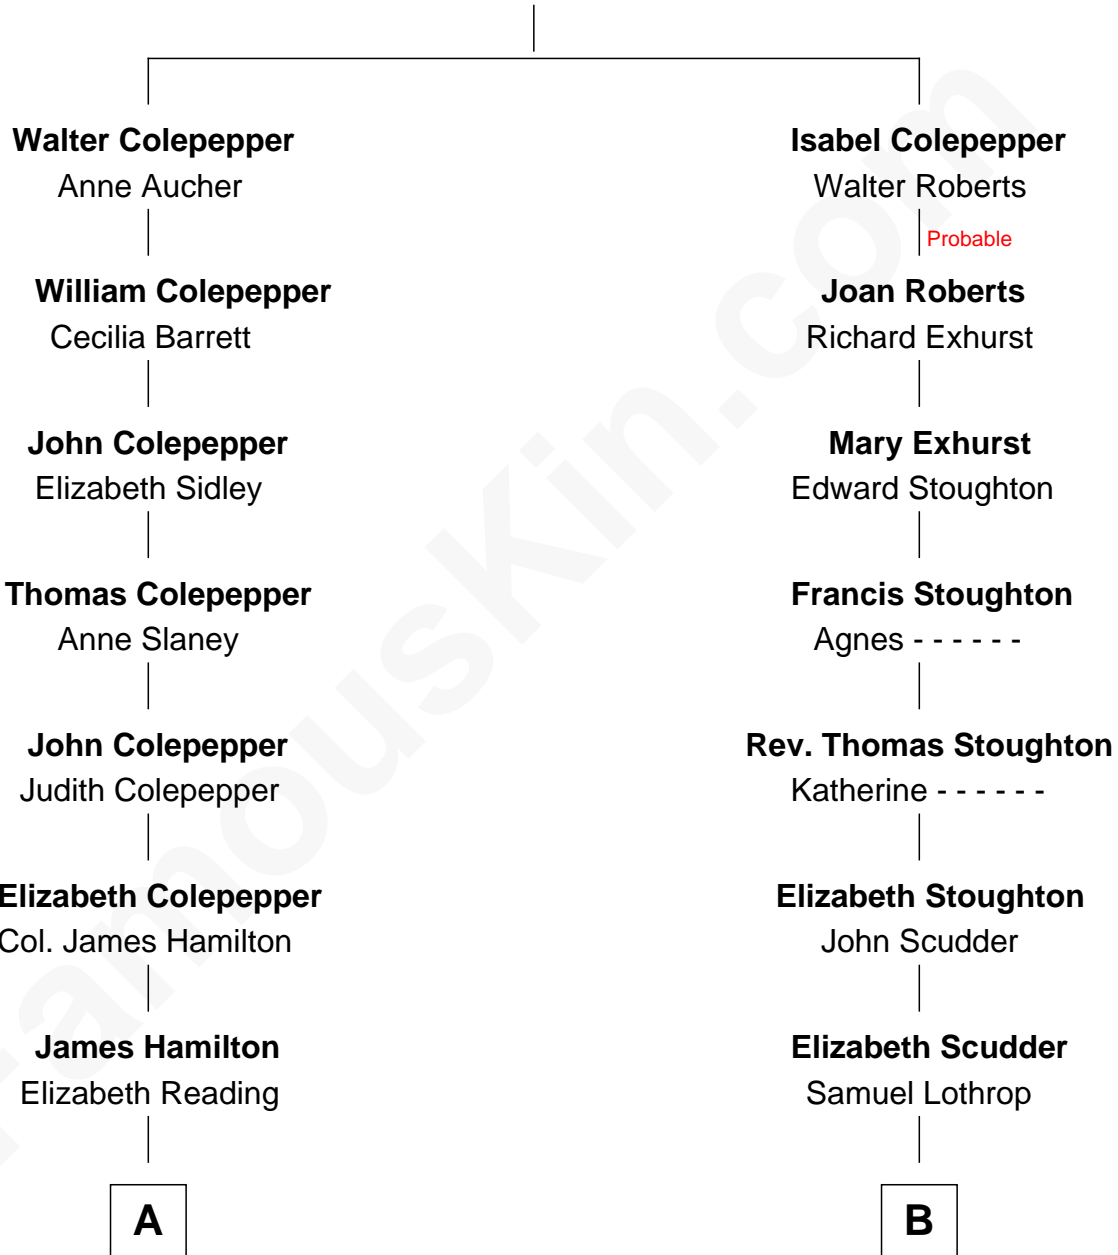 Walter Colepepper
Anne Aucher
Isabel Colepepper
Walter Roberts
Probable
William Colepepper
Cecilia Barrett
Joan Roberts
Richard Exhurst
John Colepepper
Elizabeth Sidley
Mary Exhurst
Edward Stoughton
Thomas Colepepper
Anne Slaney
Francis Stoughton
Agnes - - - - - -
John Colepepper
Judith Colepepper
Rev. Thomas Stoughton
Katherine - - - - - -
Elizabeth Colepepper
Col. James Hamilton
Elizabeth Stoughton
John Scudder
James Hamilton
Elizabeth Reading
Elizabeth Scudder
Samuel Lothrop
A
B
FamousKin.com